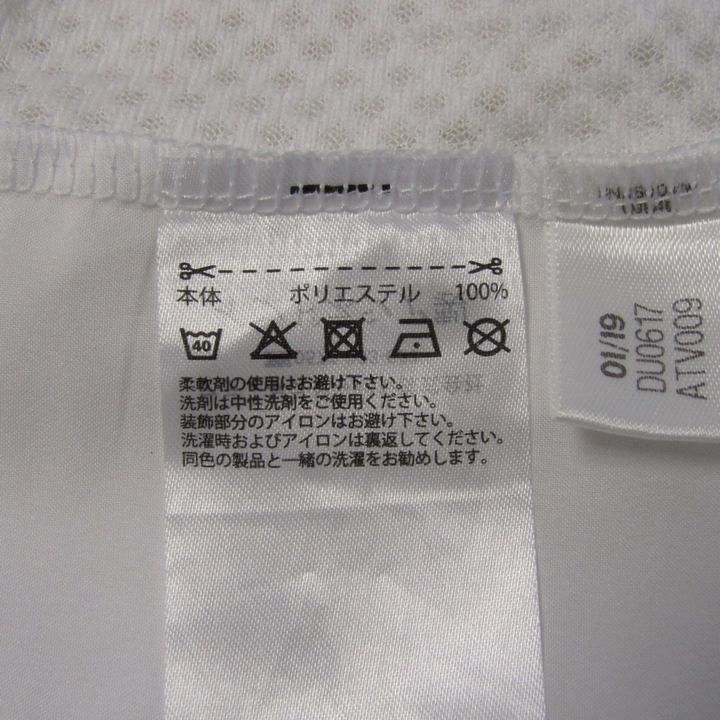 本体 ポリエステル 100%
40
柔軟剤の使用はお避け下さい。
洗剤は中性洗剤をご使用ください。
装飾部分のアイロンはお避け下さい。
洗濯時およびアイロンは裏返してください。
同色の製品と一緒の洗濯をお勧めします。
01/19
DU0617
ATV009